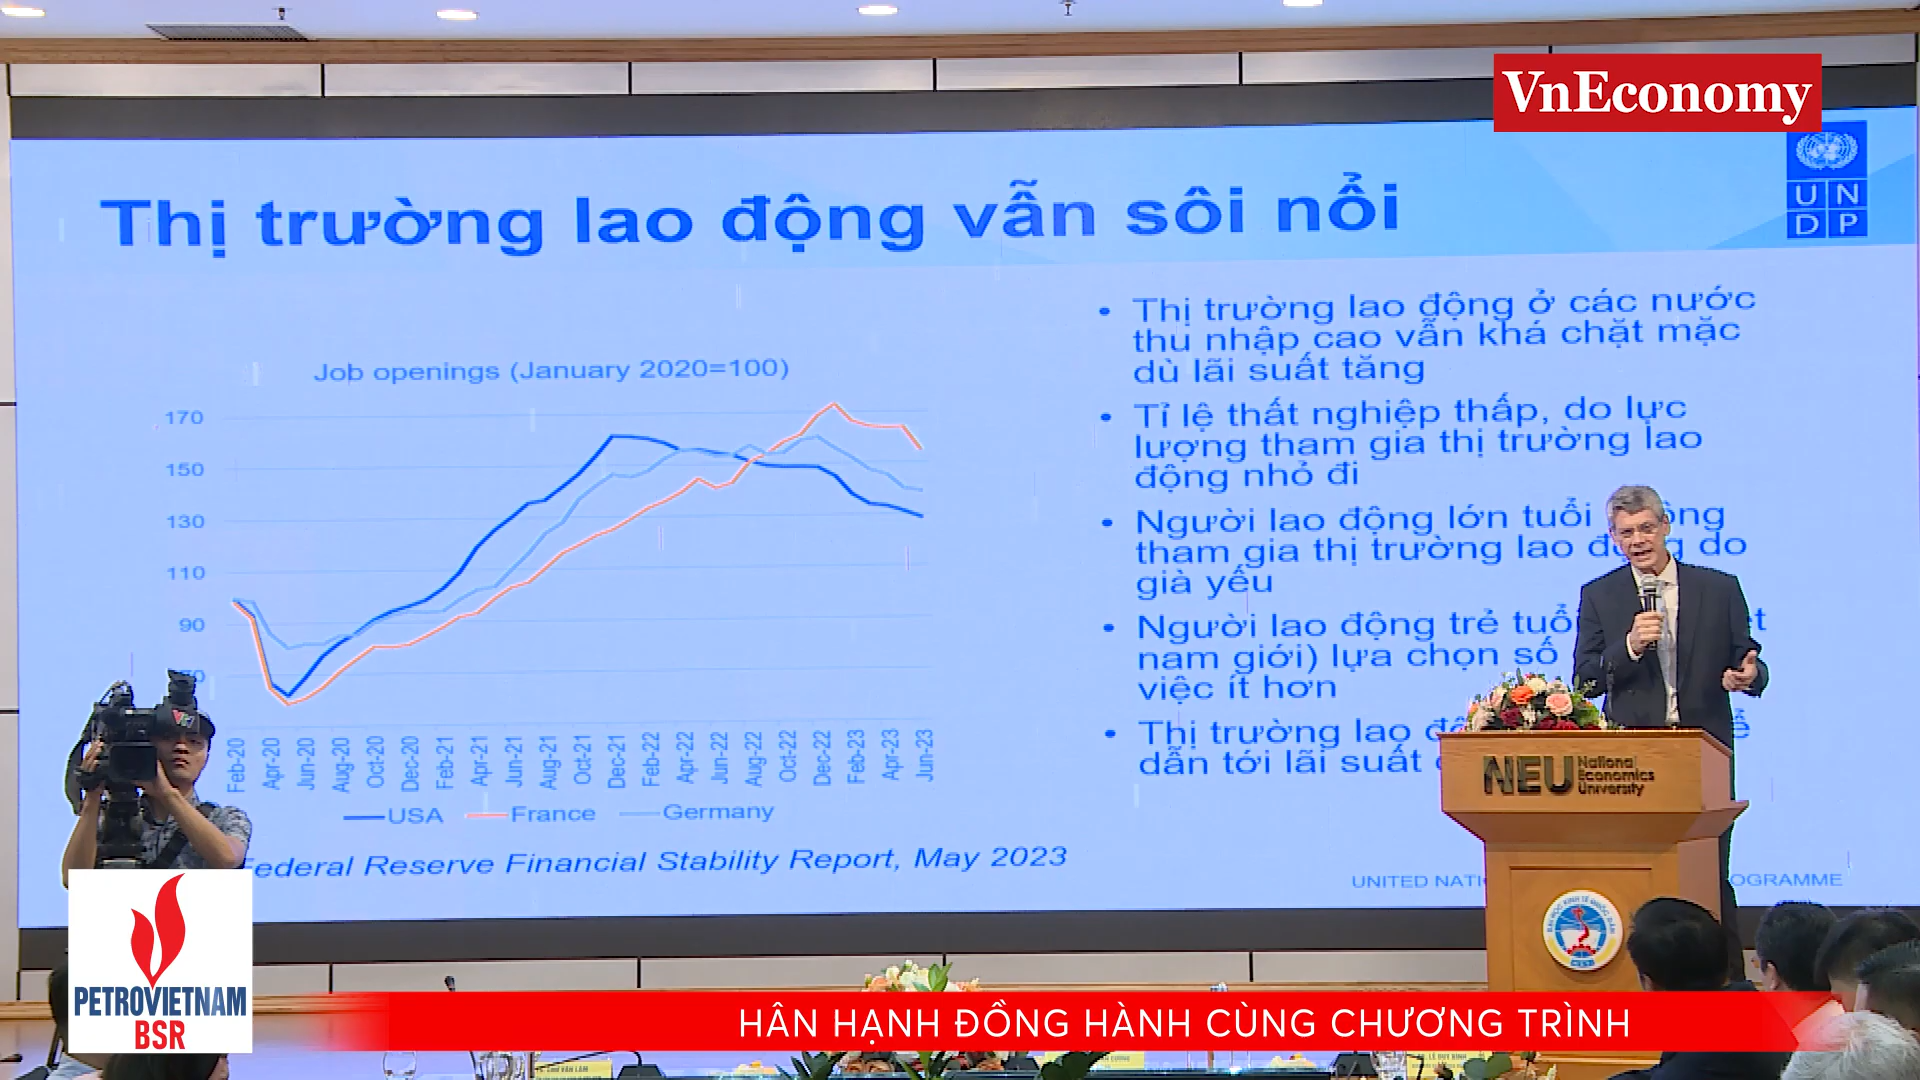 VnEconomy
U N
D P
Thị trường lao động vẫn sôi nổi
Job openings (January 2020=100)
170
150
130
110
90
Feb-20
Apr-20
Jun-20
Aug-20
Oct-20
Dec-20
Feb-21
Apr-21
Jun-21
Aug-21
Oct-21
Dec-21
Feb-22
Apr-22
Jun-22
Aug-22
Oct-22
Dec-22
Feb-23
Apr-23
Jun-23
USA France Germany
Federal Reserve Financial Stability Report, May 2023
• Thị trường lao động ở các nước
thu nhập cao vẫn khá chặt mặc
dù lãi suất tăng
• Tỉ lệ thất nghiệp thấp, do lực
lượng tham gia thị trường lao
động nhỏ đi
• Người lao động lớn tuổi
tham gia thị trường lao động do
già yếu
• Người lao động trẻ tuổi
nam giới) lựa chọn số
việc ít hơn
• Thị trường lao
dẫn tới lãi suất
UNITED
NEU National
Economics
University
PETROVIETNAM
BSR
HÂN HẠNH ĐỒNG HÀNH CÙNG CHƯƠNG TRÌNH